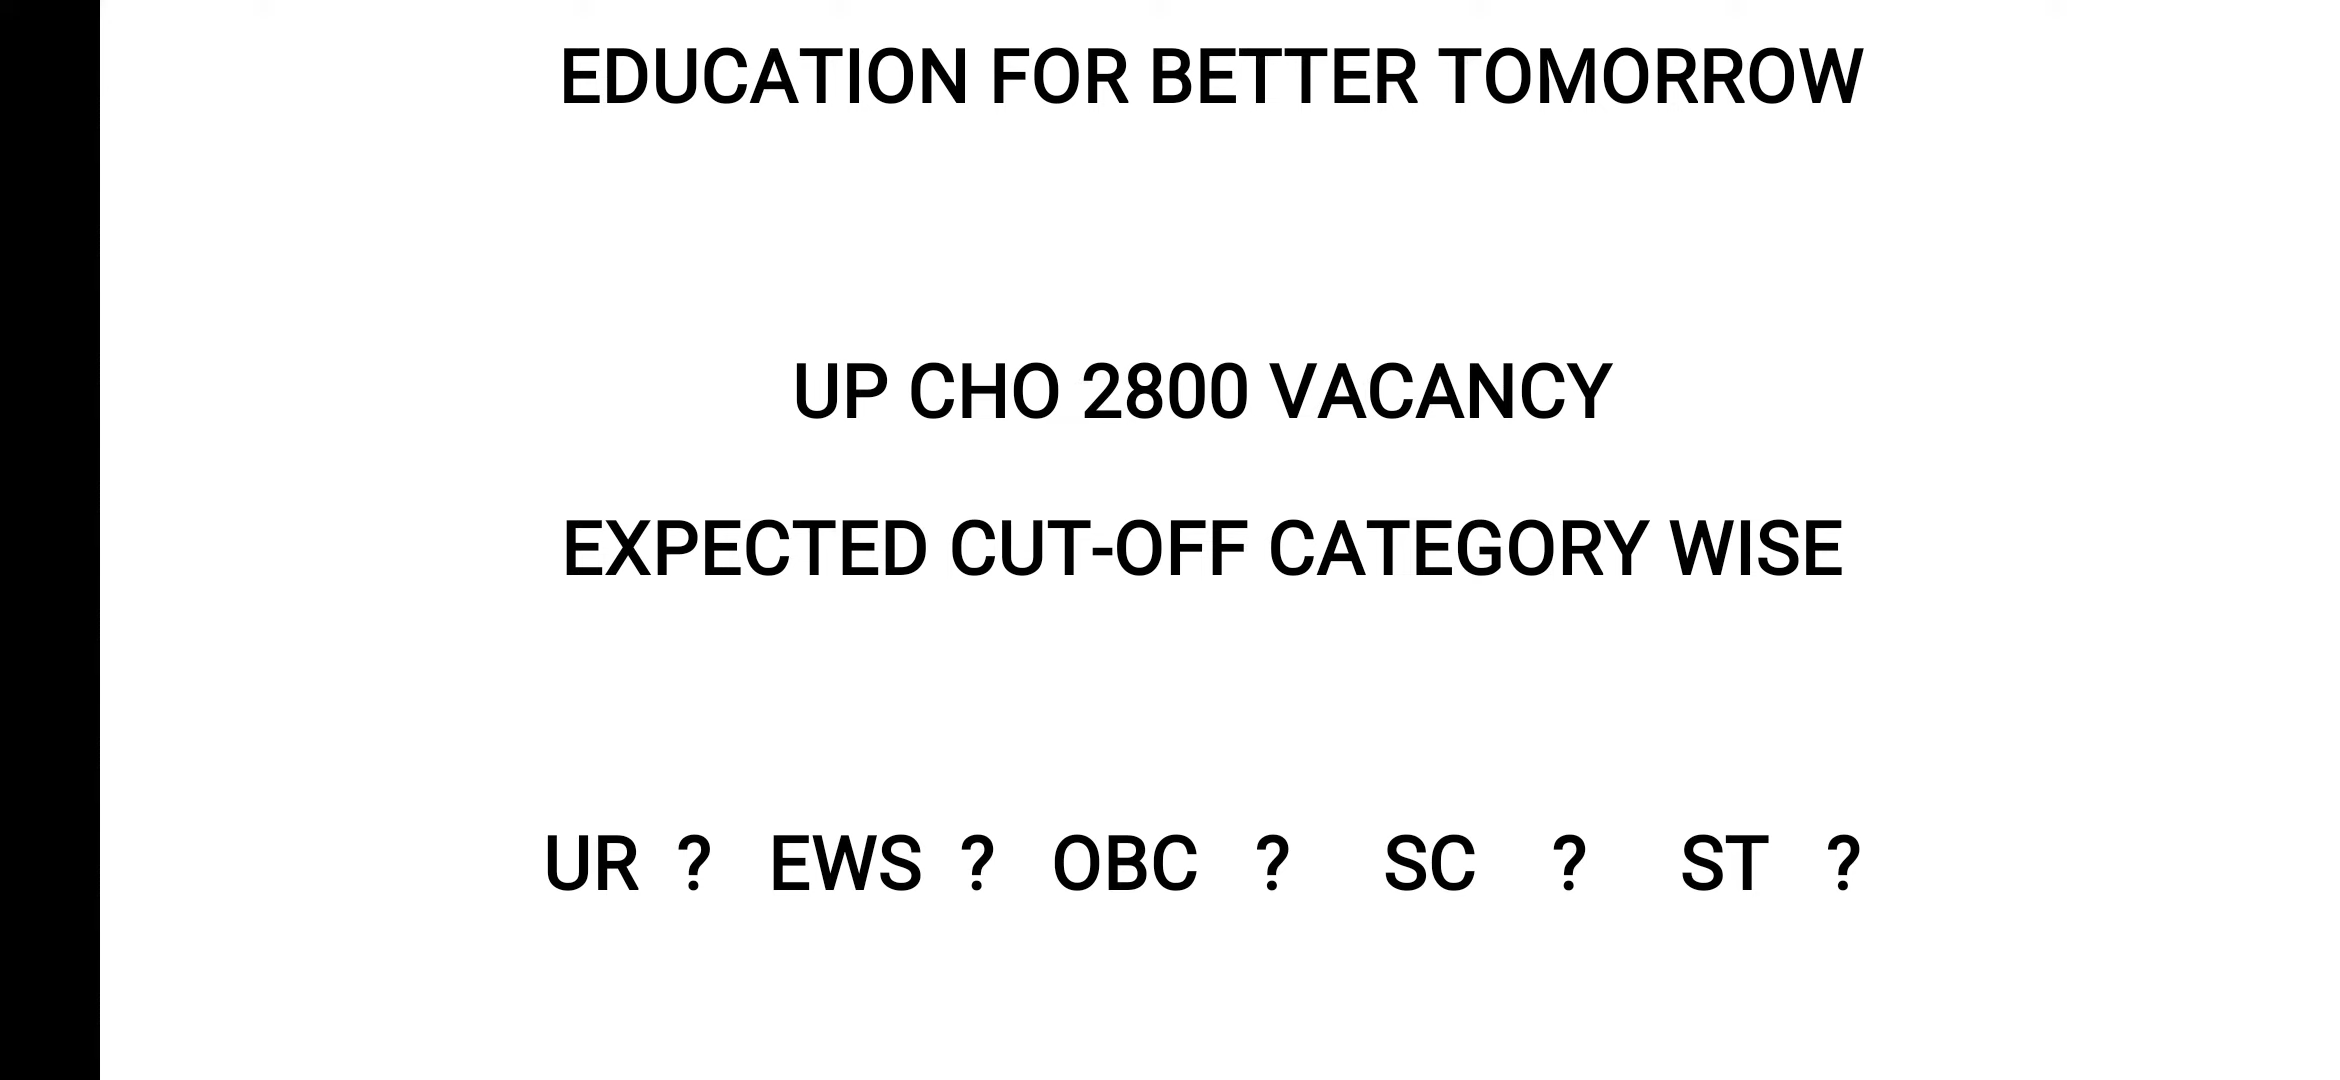 EDUCATION FOR BETTER TOMORROW
UP CHO 2800 VACANCY
EXPECTED CUT-OFF CATEGORY WISE
UR ? EWS ? OBC ? SC ? ST ?